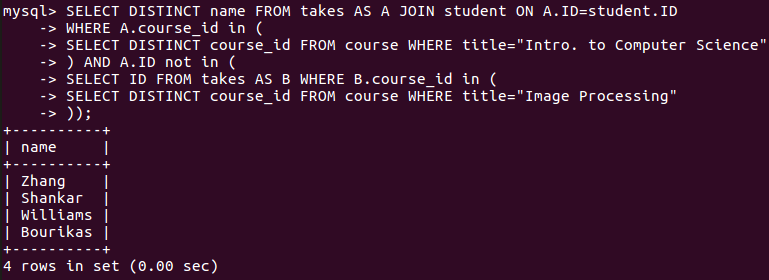 mysql> SELECT DISTINCT name FROM takes AS A JOIN student ON A.ID=student.ID
    -> WHERE A.course_id in (
    -> SELECT DISTINCT course_id FROM course WHERE title="Intro. to Computer Science"
    -> ) AND A.ID not in (
    -> SELECT ID FROM takes AS B WHERE B.course_id in (
    -> SELECT DISTINCT course_id FROM course WHERE title="Image Processing"
    -> ));
+----------+
| name     |
+----------+
| Zhang    |
| Shankar  |
| Williams |
| Bourikas |
+----------+
4 rows in set (0.00 sec)